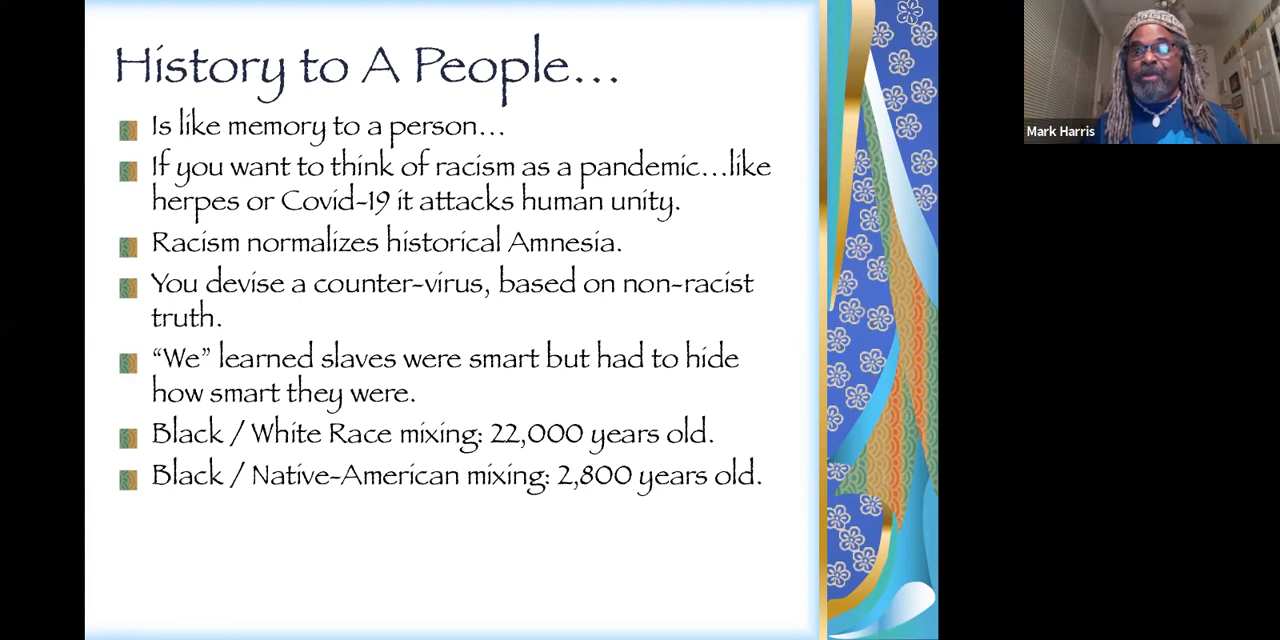 History to A People…
Is like memory to a person…
If you want to think of racism as a pandemic…like
herpes or Covid-19 it attacks human unity.
Racism normalizes historical Amnesia.
You devise a counter-virus, based on non-racist
truth.
“We” learned slaves were smart but had to hide
how smart they were.
Black / White Race mixing: 22,000 years old.
Black / Native-American mixing: 2,800 years old.
Mark Harris